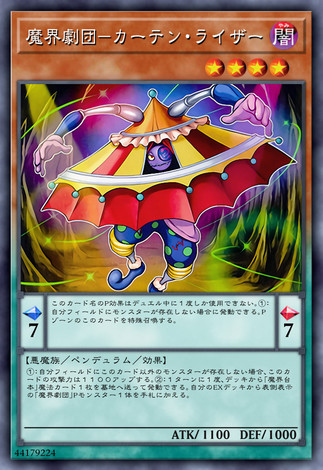 魔界劇団－カーテン・ライザー
闇
やみ
7
このカード名のP効果はデュエル中に１度しか使用できない。①：
自分フィールドにモンスターが存在しない場合に発動できる。P
ゾーンのこのカードを特殊召喚する。
7
【悪魔族／ペンデュラム／効果】
①：自分フィールドにこのカード以外のモンスターが存在しない場合、このカー
ドの攻撃力は１１００アップする。②：１ターンに１度、デッキから「魔界台
本」魔法カード１枚を墓地へ送って発動できる。自分のEXデッキから表側表示
の「魔界劇団」Pモンスター１体を手札に加える。
ATK/1100 DEF/1000
44179224